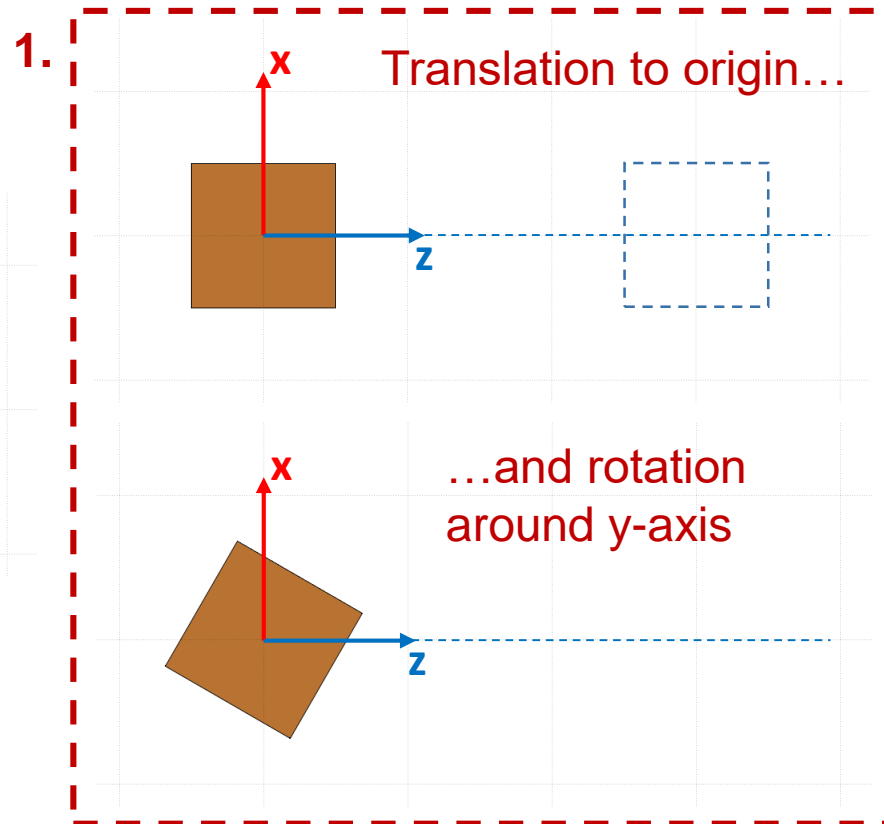 1.
x
Translation to origin…
z
x
…and rotation
around y-axis
z